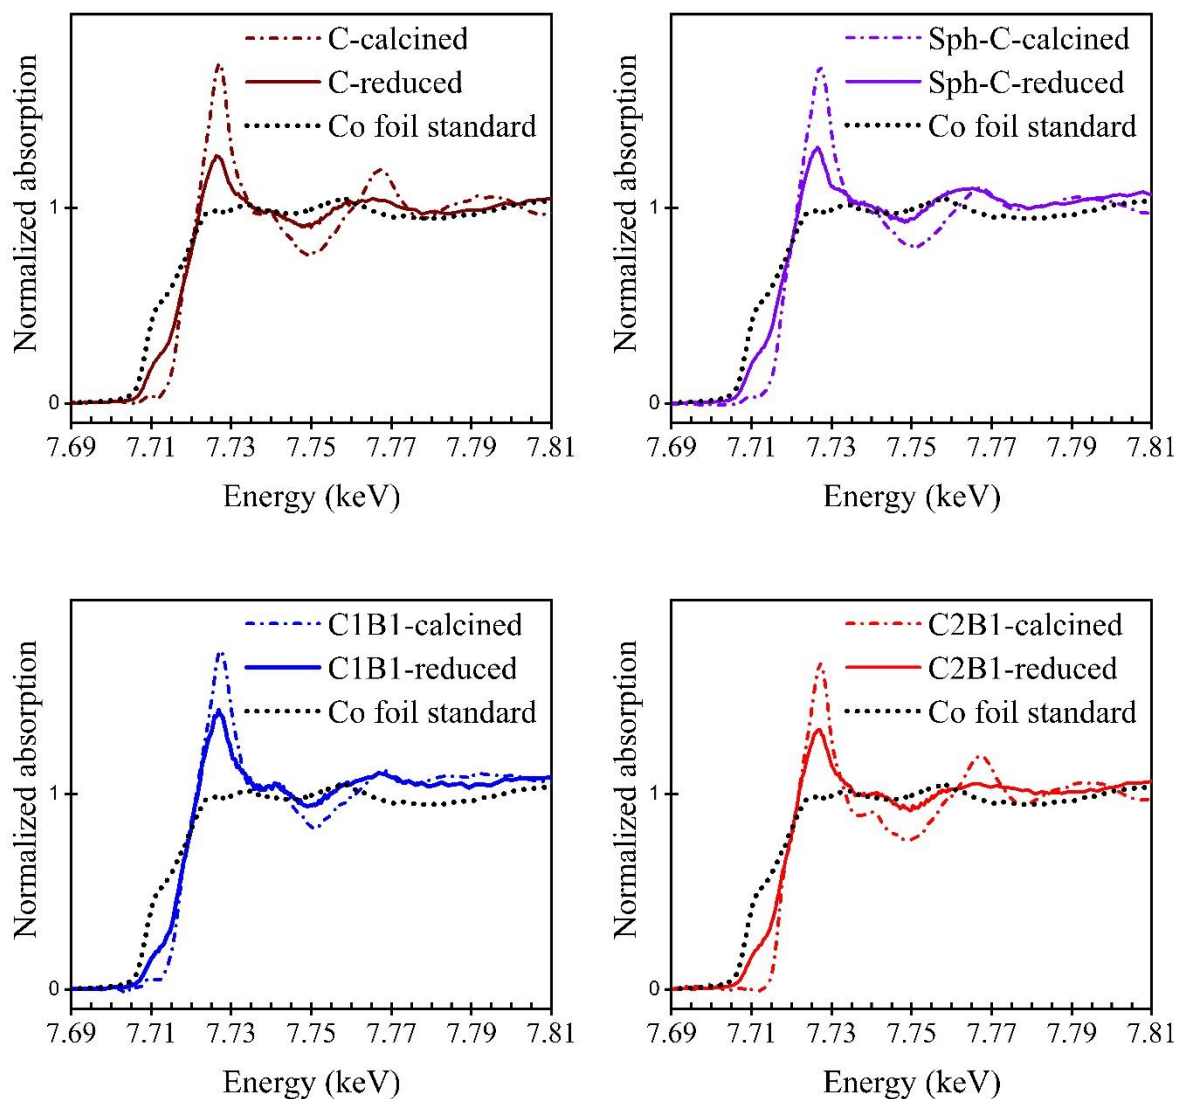 C-calcined
C-reduced
Co foil standard
Normalized absorption
1
0
7.69 7.71 7.73 7.75 7.77 7.79 7.81
Energy (keV)
Sph-C-calcined
Sph-C-reduced
Co foil standard
Normalized absorption
1
0
7.69 7.71 7.73 7.75 7.77 7.79 7.81
Energy (keV)
C1B1-calcined
C1B1-reduced
Co foil standard
Normalized absorption
1
0
7.69 7.71 7.73 7.75 7.77 7.79 7.81
Energy (keV)
C2B1-calcined
C2B1-reduced
Co foil standard
Normalized absorption
1
0
7.69 7.71 7.73 7.75 7.77 7.79 7.81
Energy (keV)